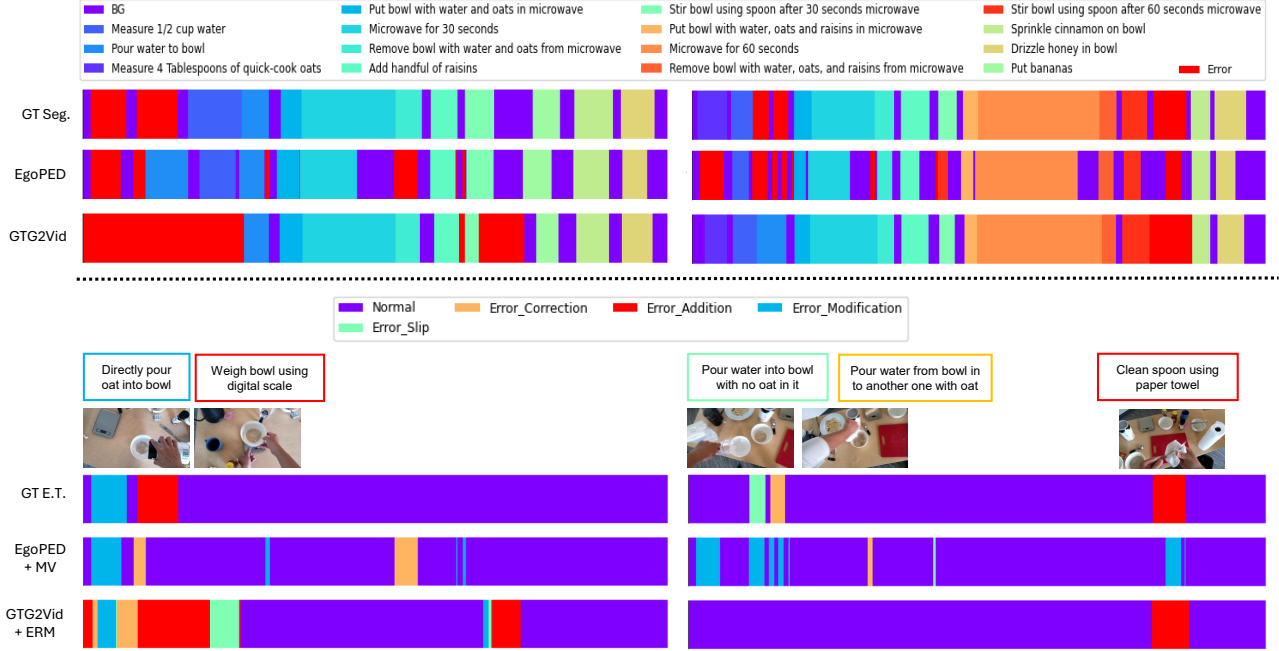 BG
Put bowl with water and oats in microwave
Stir bowl using spoon after 30 seconds microwave
Stir bowl using spoon after 60 seconds microwave
Measure 1/2 cup water
Microwave for 30 seconds
Put bowl with water, oats and raisins in microwave
Sprinkle cinnamon on bowl
Pour water to bowl
Remove bowl with water and oats from microwave
Microwave for 60 seconds
Drizzle honey in bowl
Measure 4 Tablespoons of quick-cook oats
Add handful of raisins
Remove bowl with water, oats, and raisins from microwave
Put bananas
Error
GT Seg.
EgoPED
GTG2Vid
Normal
Error_Correction
Error_Addition
Error_Modification
Error_Slip
Directly pour
oat into bowl
Weigh bowl using
digital scale
Pour water into bowl
with no oat in it
Pour water from bowl in
to another one with oat
Clean spoon using
paper towel
GT E.T.
EgoPED
+ MV
GTG2Vid
+ ERM